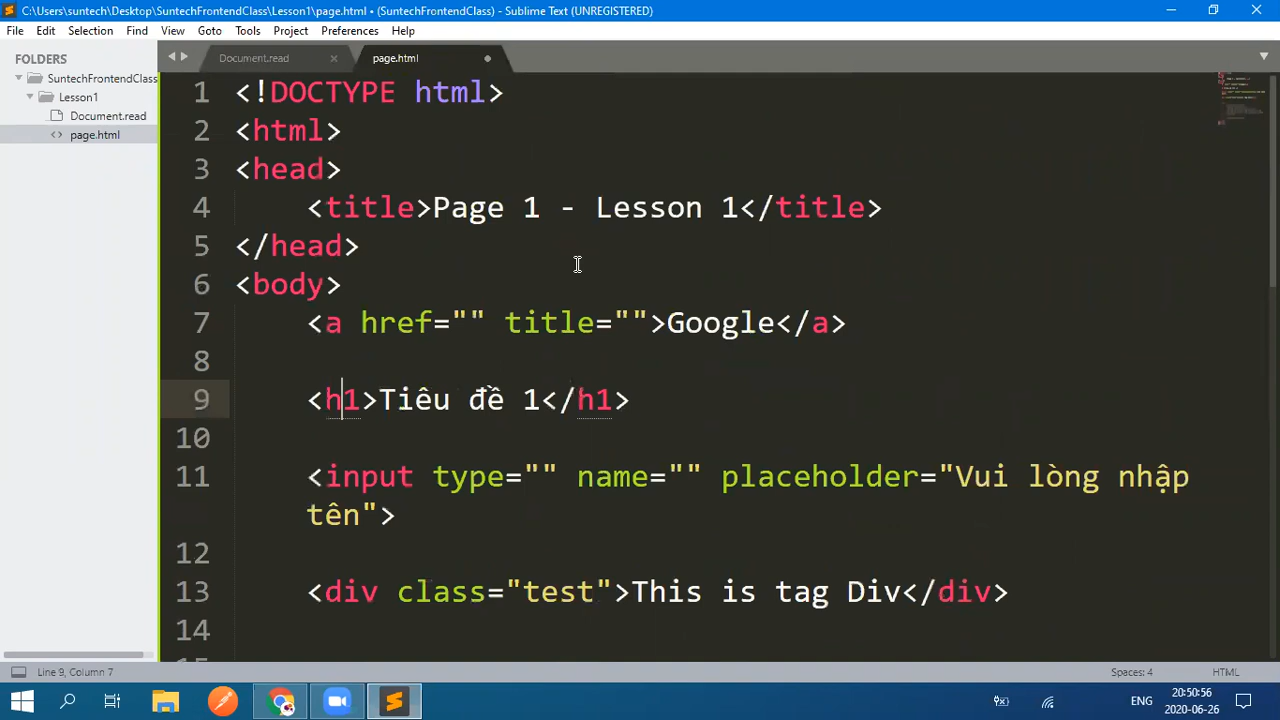 C:\Users\suntech\Desktop\SuntechFrontendClass\Lesson1\page.html • (SuntechFrontendClass) - Sublime Text (UNREGISTERED)
File Edit Selection Find View Goto Tools Project Preferences Help
FOLDERS
SuntechFrontendClass
Lesson1
Document.read
page.html
Document.read
page.html
1 <!DOCTYPE html>
2 <html>
3 <head>
4 <title>Page 1 - Lesson 1</title>
5 </head>
6 <body>
7 <a href="" title="">Google</a>
8
9 <h1>Tiêu đề 1</h1>
10
11 <input type="" name="" placeholder="Vui lòng nhập
tên">
12
13 <div class="test">This is tag Div</div>
14
Line 9, Column 7
Spaces: 4
HTML
ENG
20:50:56
2020-06-26